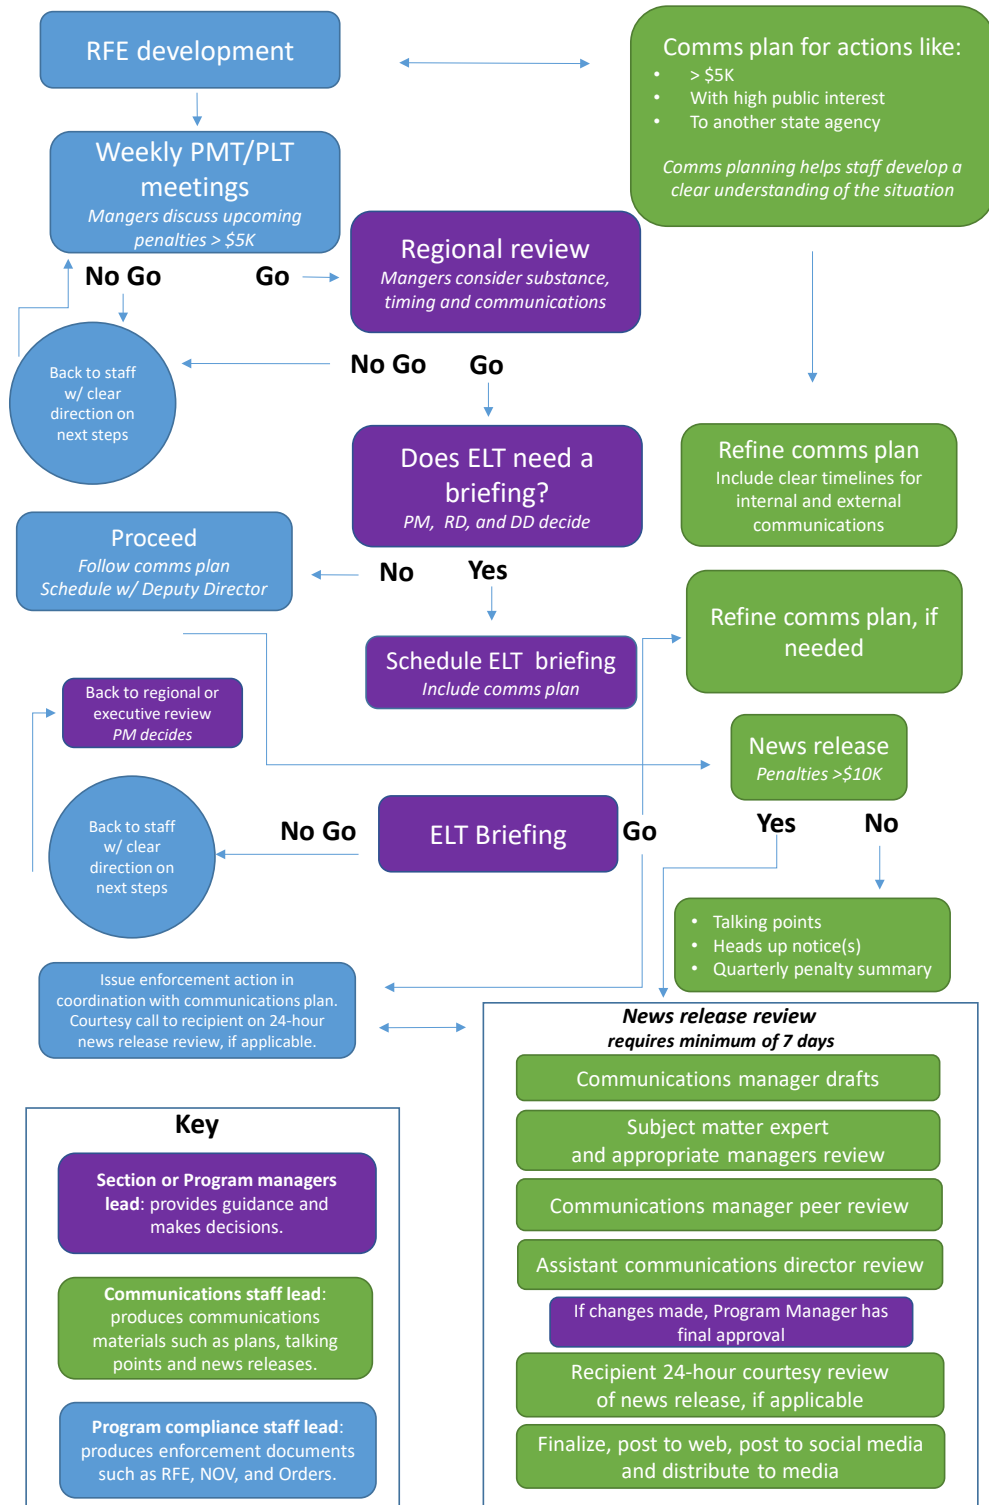 RFE development
Comms plan for actions like:
• > $5K
• With high public interest
• To another state agency
Comms planning helps staff develop a
clear understanding of the situation
Weekly PMT/PLT
meetings
Mangers discuss upcoming
penalties > $5K
No Go
Go
Regional review
Mangers consider substance,
timing and communications
No Go
Go
Back to staff
w/ clear
direction on
next steps
Does ELT need a
briefing?
PM, RD, and DD decide
Refine comms plan
Include clear timelines for
internal and external
communications
Proceed
Follow comms plan
Schedule w/ Deputy Director
No
Yes
Refine comms plan, if
needed
Schedule ELT briefing
Include comms plan
Back to regional or
executive review
PM decides
News release
Penalties >$10K
Yes
No
ELT Briefing
No Go
Go
Back to staff
w/ clear
direction on
next steps
• Talking points
• Heads up notice(s)
• Quarterly penalty summary
Issue enforcement action in
coordination with communications plan.
Courtesy call to recipient on 24-hour
news release review, if applicable.
News release review
requires minimum of 7 days
Communications manager drafts
Subject matter expert
and appropriate managers review
Communications manager peer review
Assistant communications director review
If changes made, Program Manager has
final approval
Recipient 24-hour courtesy review
of news release, if applicable
Finalize, post to web, post to social media
and distribute to media
Key
Section or Program managers
lead: provides guidance and
makes decisions.
Communications staff lead:
produces communications
materials such as plans, talking
points and news releases.
Program compliance staff lead:
produces enforcement documents
such as RFE, NOV, and Orders.